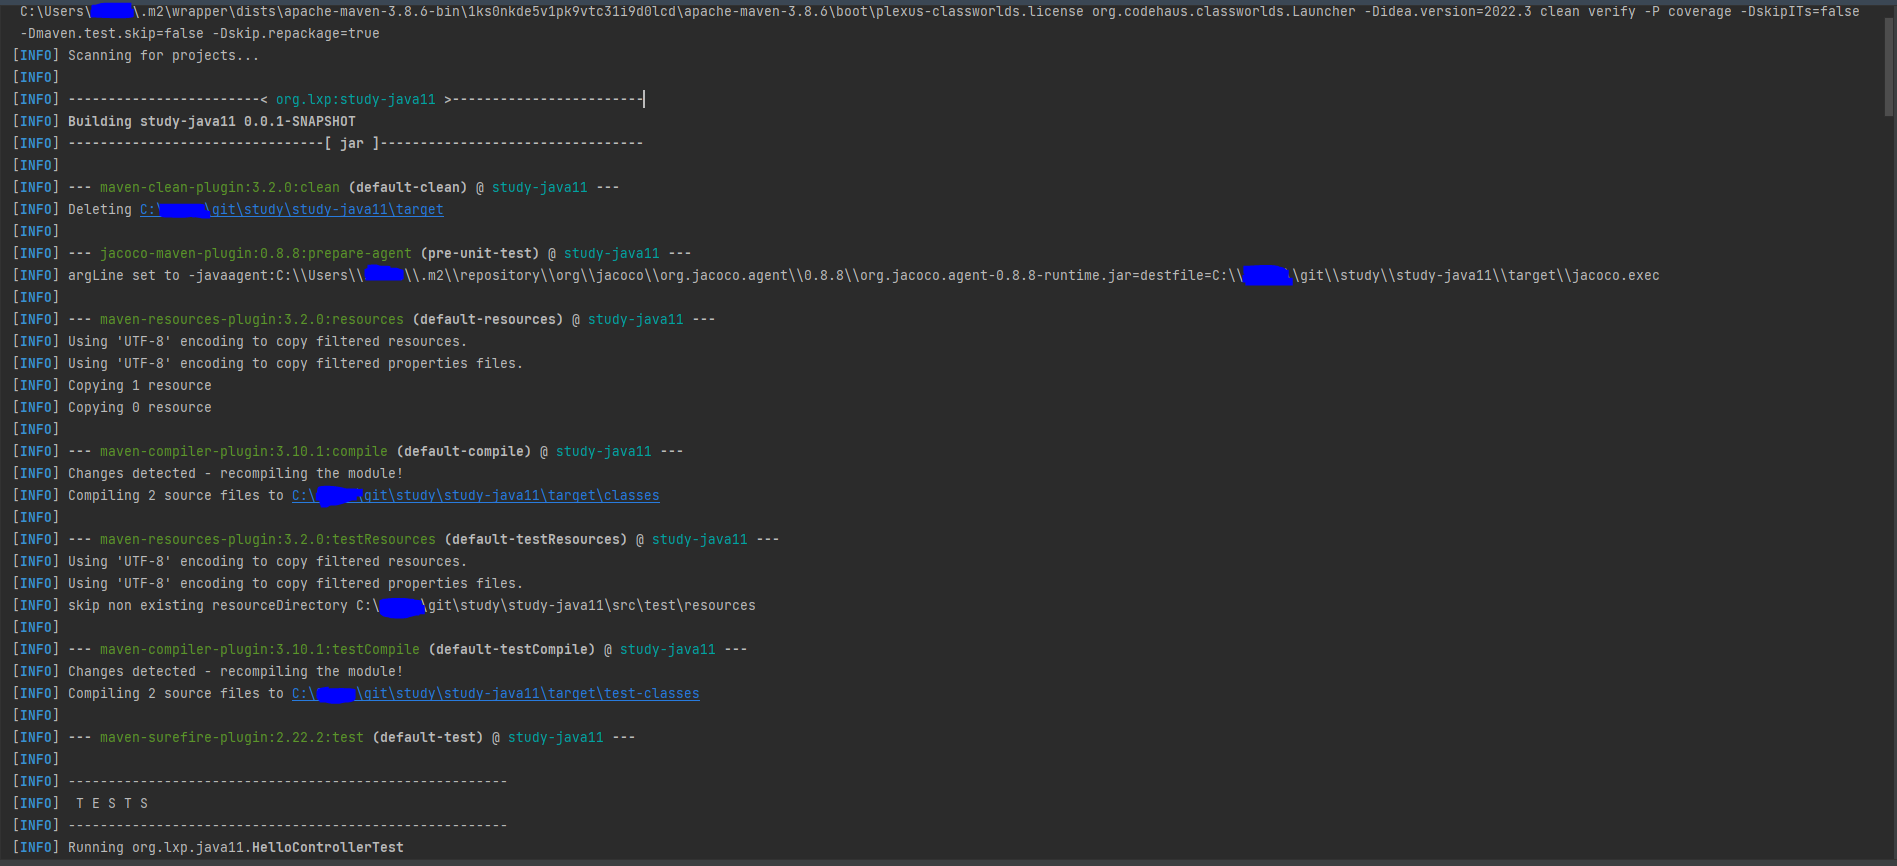 C:\Users\ \.m2\wrapper\dists\apache-maven-3.8.6-bin\1ks0nkde5v1pk9vtc31i9d0lcd\apache-maven-3.8.6\boot\plexus-classworlds.license org.codehaus.classworlds.Launcher -Didea.version=2022.3 clean verify -P coverage -DskipITs=false
-Dmaven.test.skip=false -Dskip.repackage=true
[INFO] Scanning for projects...
[INFO]
[INFO] ------------------------< org.lxp:study-java11 >------------------------
[INFO] Building study-java11 0.0.1-SNAPSHOT
[INFO] --------------------------------[ jar ]---------------------------------
[INFO]
[INFO] --- maven-clean-plugin:3.2.0:clean (default-clean) @ study-java11 ---
[INFO] Deleting C:\ \git\study\study-java11\target
[INFO]
[INFO] --- jacoco-maven-plugin:0.8.8:prepare-agent (pre-unit-test) @ study-java11 ---
[INFO] argLine set to -javaagent:C:\\Users\\ \\.m2\\repository\\org\\jacoco\\org.jacoco.agent\\0.8.8\\org.jacoco.agent-0.8.8-runtime.jar=destfile=C:\\ \\git\\study\\study-java11\\target\\jacoco.exec
[INFO]
[INFO] --- maven-resources-plugin:3.2.0:resources (default-resources) @ study-java11 ---
[INFO] Using 'UTF-8' encoding to copy filtered resources.
[INFO] Using 'UTF-8' encoding to copy filtered properties files.
[INFO] Copying 1 resource
[INFO] Copying 0 resource
[INFO]
[INFO] --- maven-compiler-plugin:3.10.1:compile (default-compile) @ study-java11 ---
[INFO] Changes detected - recompiling the module!
[INFO] Compiling 2 source files to C:\ \git\study\study-java11\target\classes
[INFO]
[INFO] --- maven-resources-plugin:3.2.0:testResources (default-testResources) @ study-java11 ---
[INFO] Using 'UTF-8' encoding to copy filtered resources.
[INFO] Using 'UTF-8' encoding to copy filtered properties files.
[INFO] skip non existing resourceDirectory C:\ \git\study\study-java11\src\test\resources
[INFO]
[INFO] --- maven-compiler-plugin:3.10.1:testCompile (default-testCompile) @ study-java11 ---
[INFO] Changes detected - recompiling the module!
[INFO] Compiling 2 source files to C:\ \git\study\study-java11\target\test-classes
[INFO]
[INFO] --- maven-surefire-plugin:2.22.2:test (default-test) @ study-java11 ---
[INFO]
[INFO] -------------------------------------------------------
[INFO]  T E S T S
[INFO] -------------------------------------------------------
[INFO] Running org.lxp.java11.HelloControllerTest